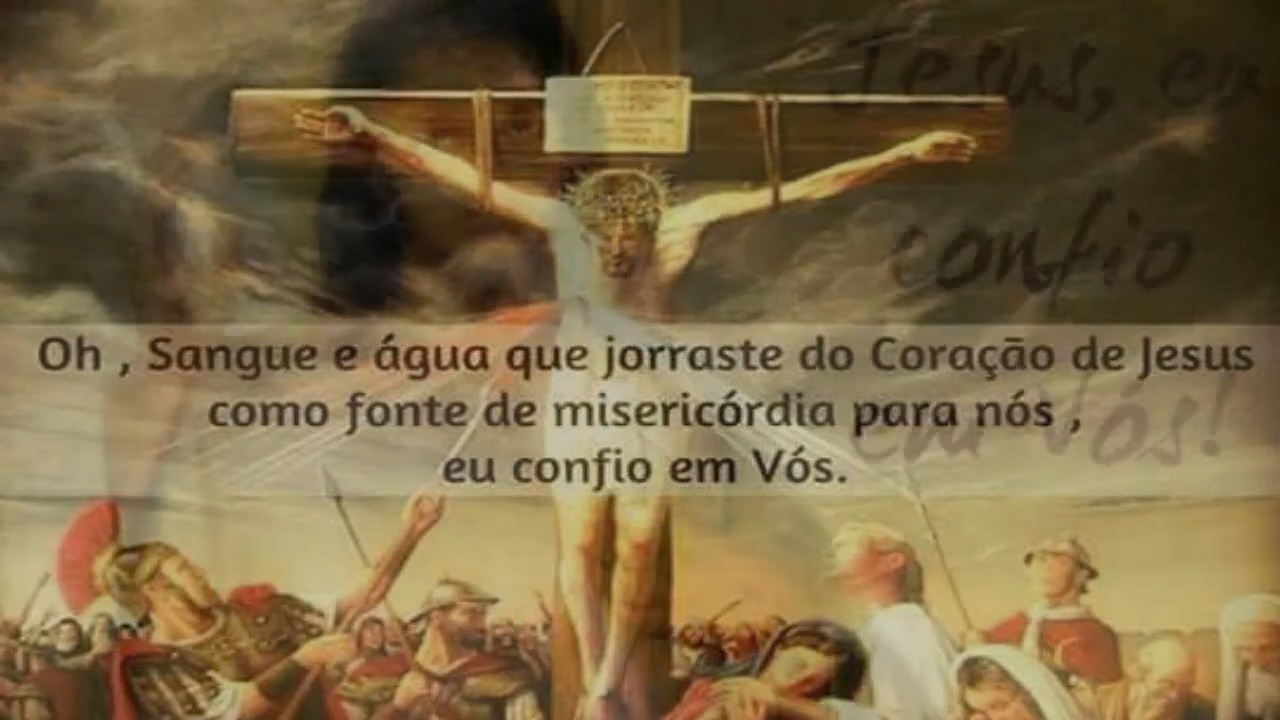 Jesus, eu
confio
Oh , Sangue e água que jorraste do Coração de Jesus
como fonte de misericórdia para nós ,
em Vós!
eu confio em Vós.